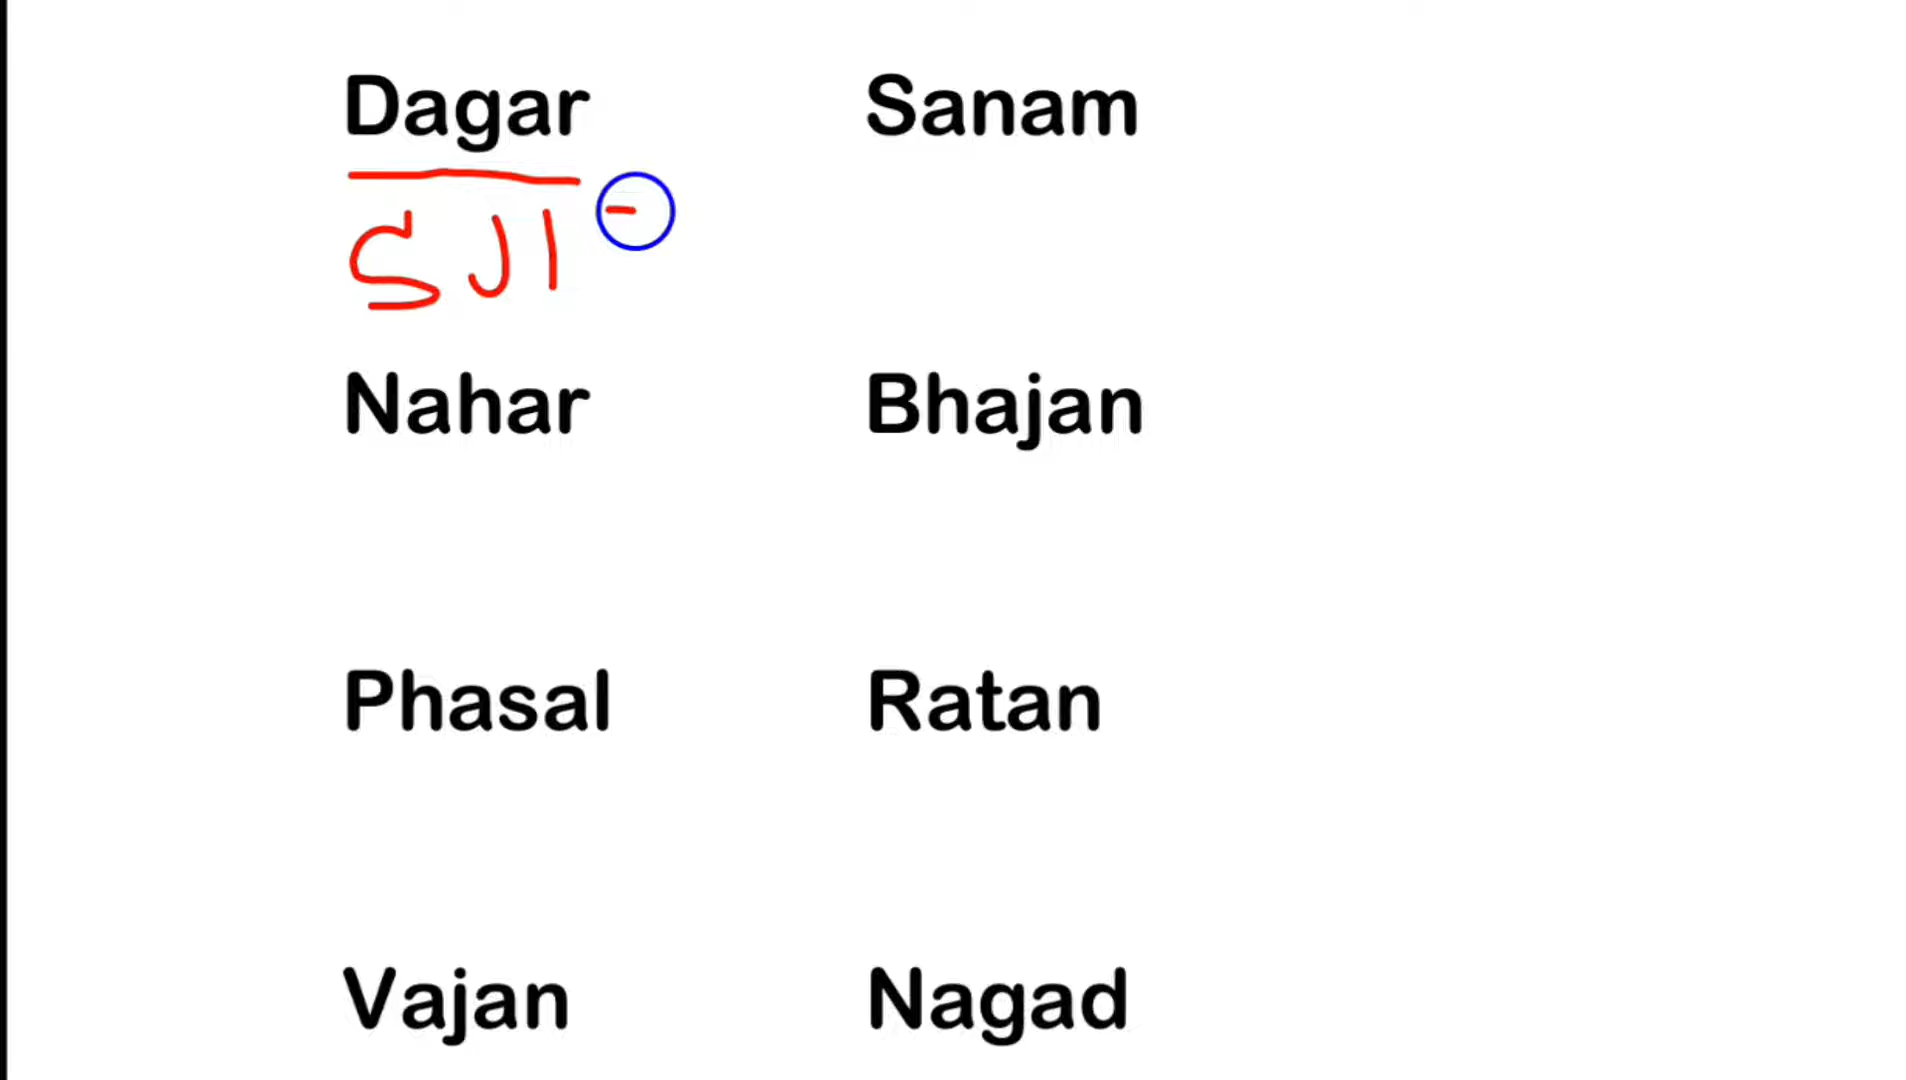 Dagar Sanam
डग
Nahar Bhajan
Phasal Ratan
Vajan Nagad